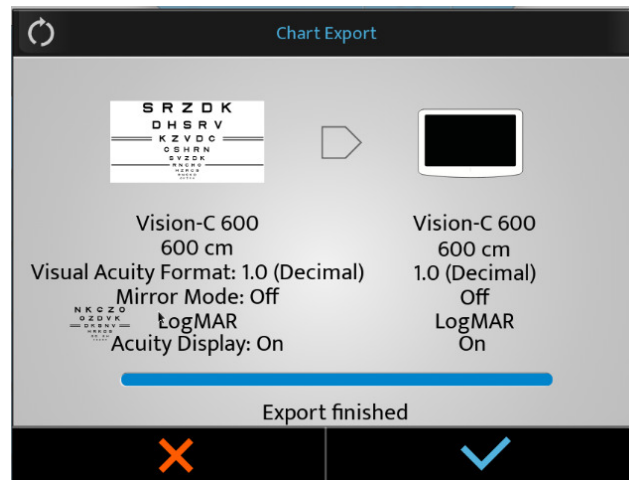 Chart Export
S R Z D K
D H S R V
K Z V D C
C S H R N
S V Z D K
Vision-C 600
600 cm
Visual Acuity Format: 1.0 (Decimal)
Mirror Mode: Off
N K C Z O
O Z D V K
D K S N V
LogMAR
Acuity Display: On
Vision-C 600
600 cm
1.0 (Decimal)
Off
LogMAR
On
Export finished